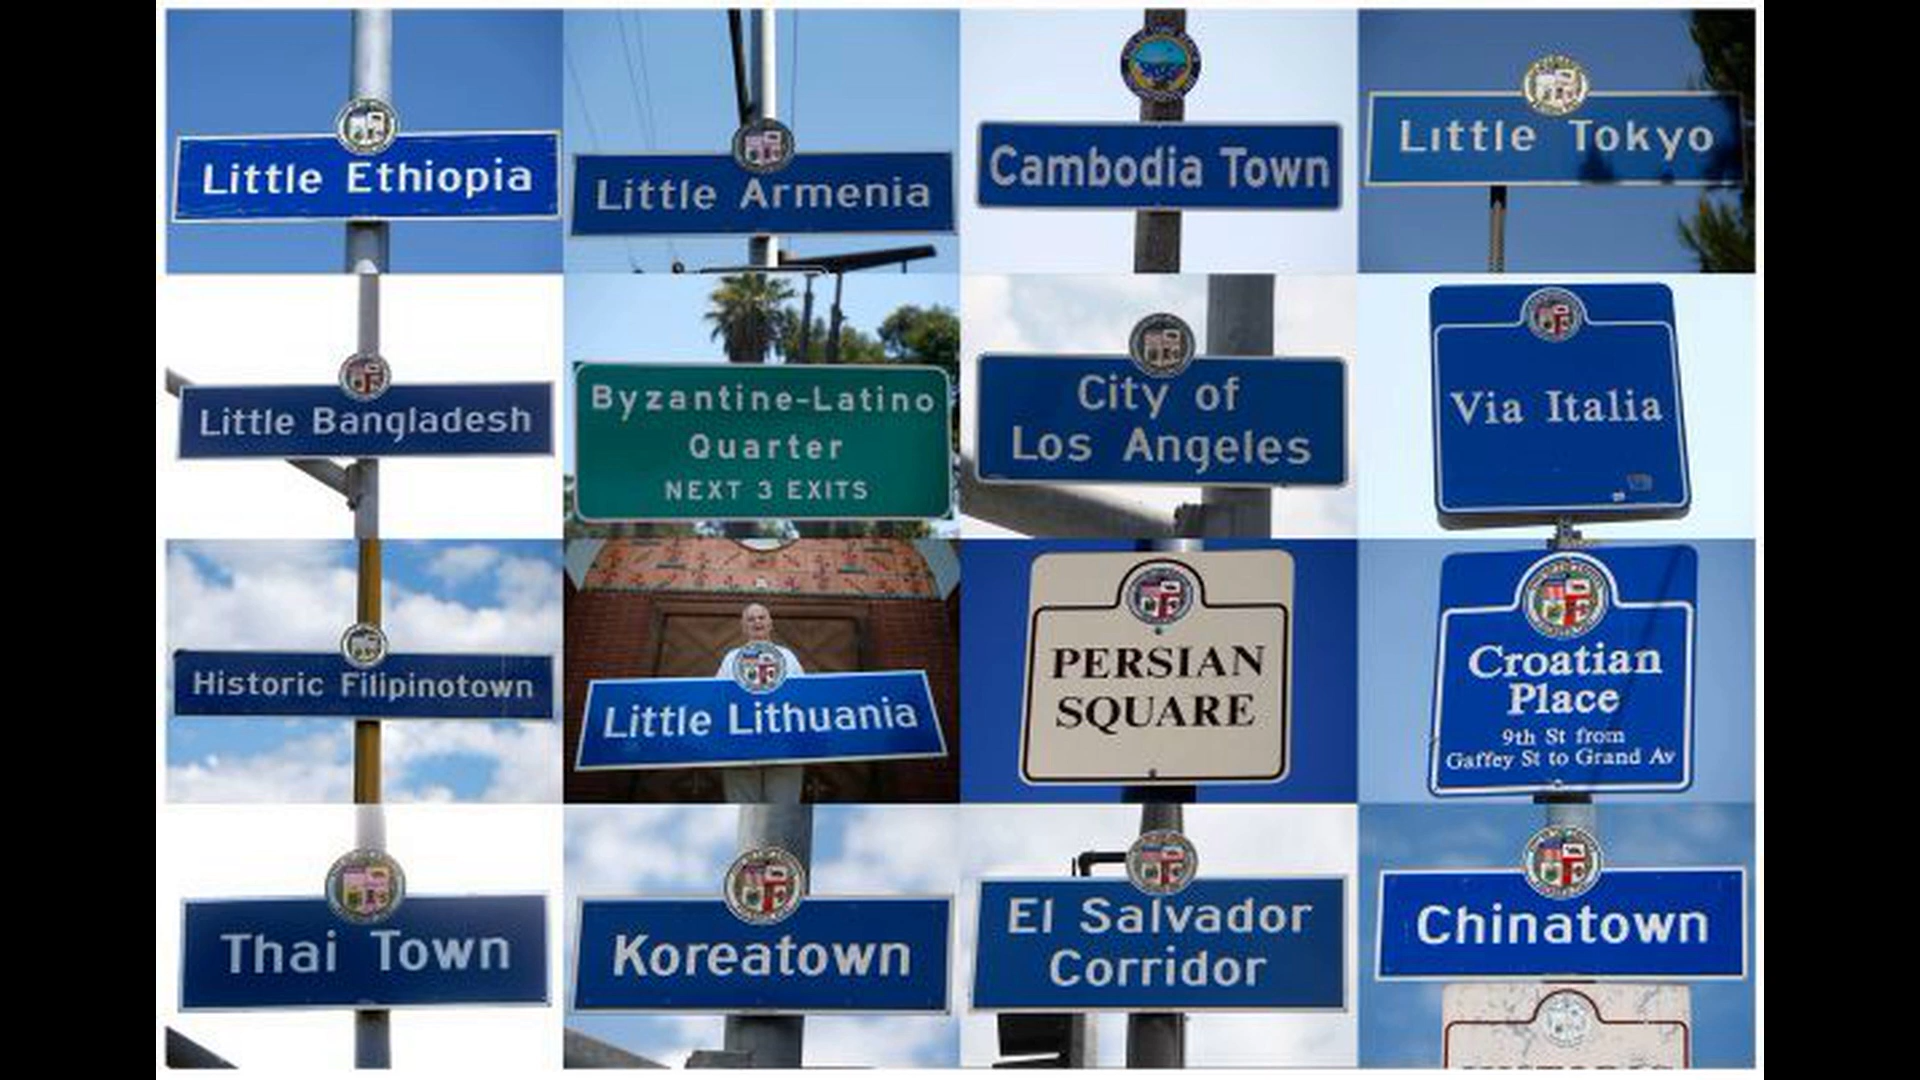 Little Ethiopia
Little Armenia
Cambodia Town
Little Tokyo
Little Bangladesh
Byzantine-Latino
Quarter
NEXT 3 EXITS
City of
Los Angeles
Via Italia
Historic Filipinotown
Little Lithuania
PERSIAN
SQUARE
Croatian
Place
9th St from
Gaffey St to Grand Av
Thai Town
Koreatown
El Salvador
Corridor
Chinatown